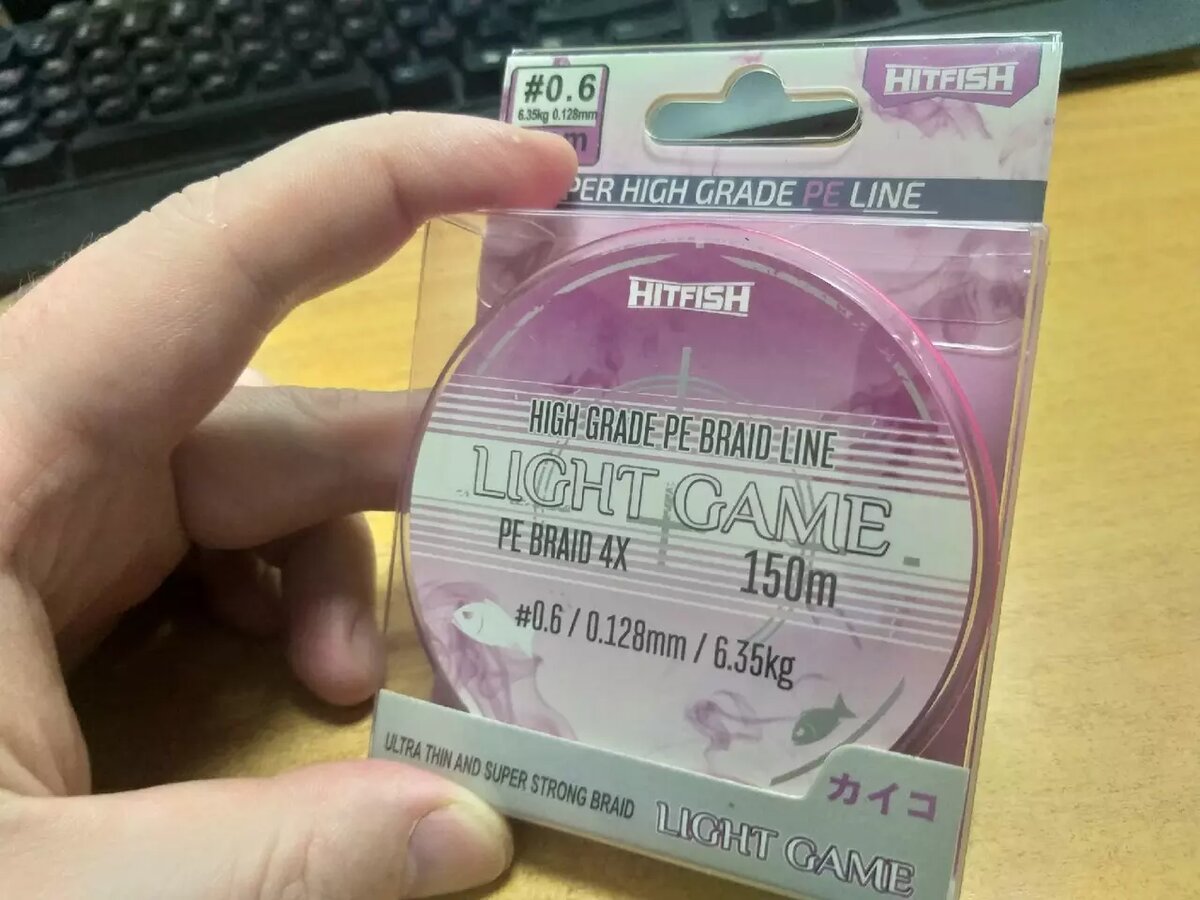 #0.6
6.35kg 0.128mm
HITFISH
HIGH GRADE PE LINE
HITFISH
HIGH GRADE PE BRAID LINE
LIGHT GAME
PE BRAID 4X
150m
#0.6 / 0.128mm / 6.35kg
カイコ
ULTRA THIN AND SUPER STRONG BRAID
LIGHT GAME